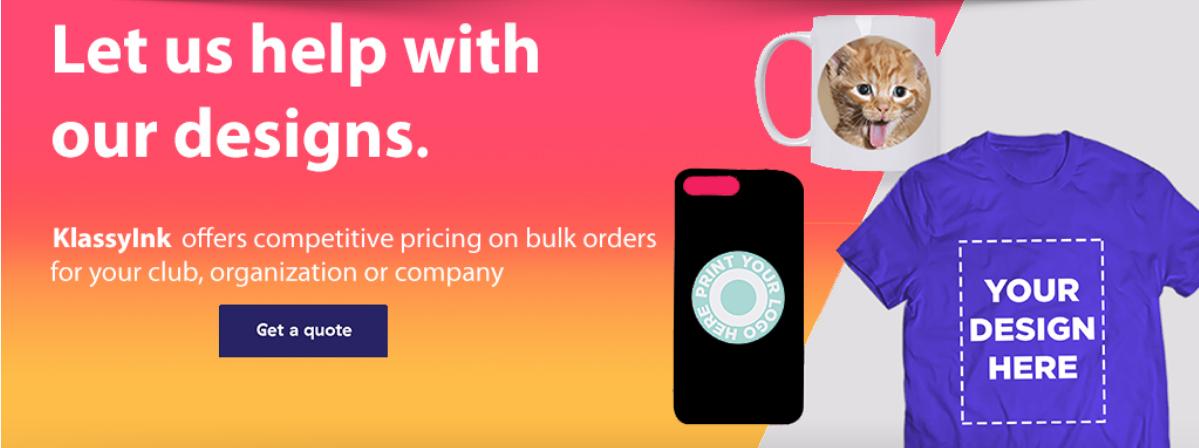 Let us help with
our designs.
KlassyInk offers competitive pricing on bulk orders
for your club, organization or company
Get a quote
PRINT YOUR LOGO HERE
YOUR
DESIGN
HERE